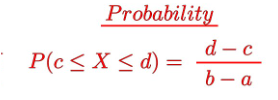 Probability
P(c ≤ X ≤ d) = (d − c) / (b − a)